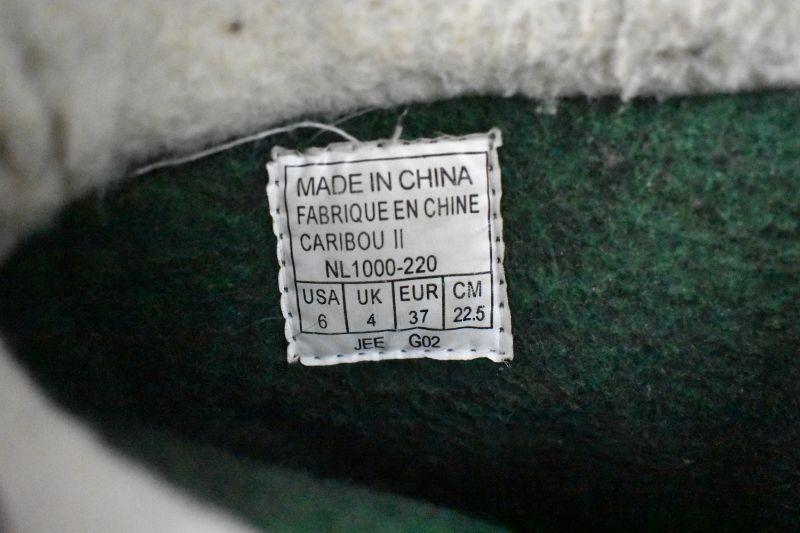 MADE IN CHINA
FABRIQUE EN CHINE
CARIBOU II
NL1000-220
USA UK EUR CM
6 4 37 22.5
JEE G02